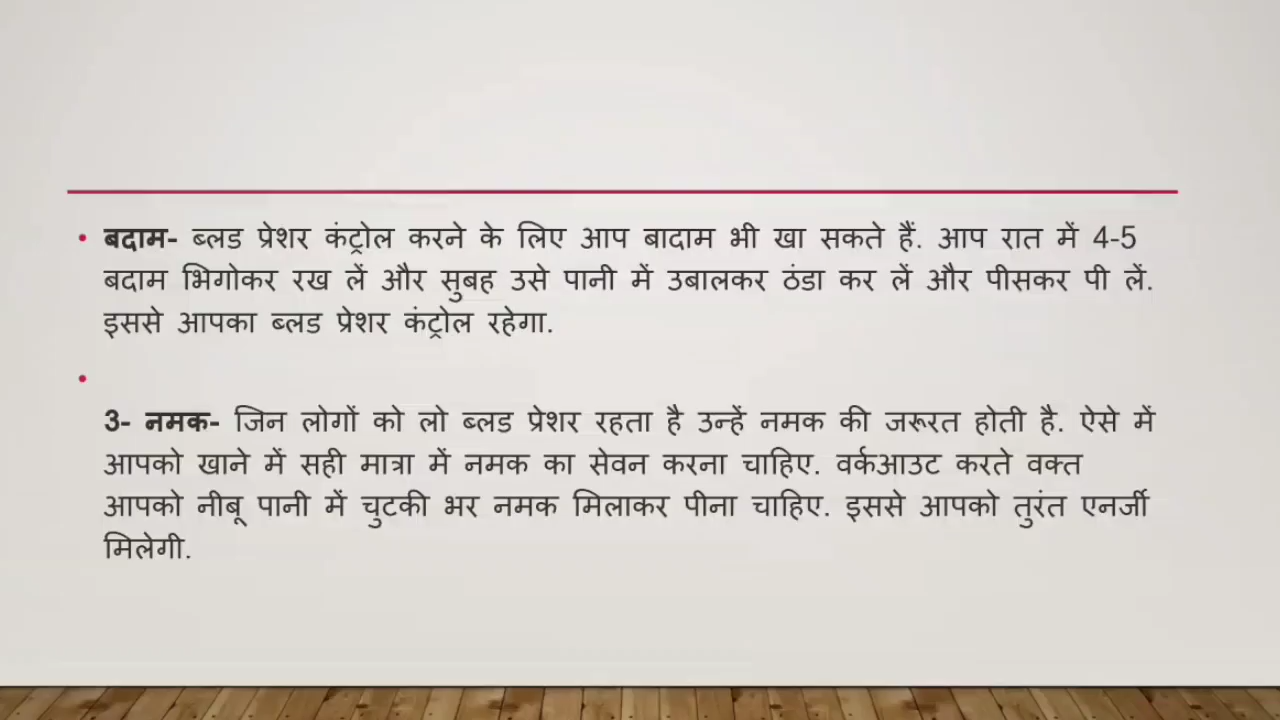 • बदाम- ब्लड प्रेशर कंट्रोल करने के लिए आप बादाम भी खा सकते हैं. आप रात में 4-5
बदाम भिगोकर रख लें और सुबह उसे पानी में उबालकर ठंडा कर लें और पीसकर पी लें.
इससे आपका ब्लड प्रेशर कंट्रोल रहेगा.
•
3- नमक- जिन लोगों को लो ब्लड प्रेशर रहता है उन्हें नमक की जरूरत होती है. ऐसे में
आपको खाने में सही मात्रा में नमक का सेवन करना चाहिए. वर्कआउट करते वक्त
आपको नीबू पानी में चुटकी भर नमक मिलाकर पीना चाहिए. इससे आपको तुरंत एनर्जी
मिलेगी.